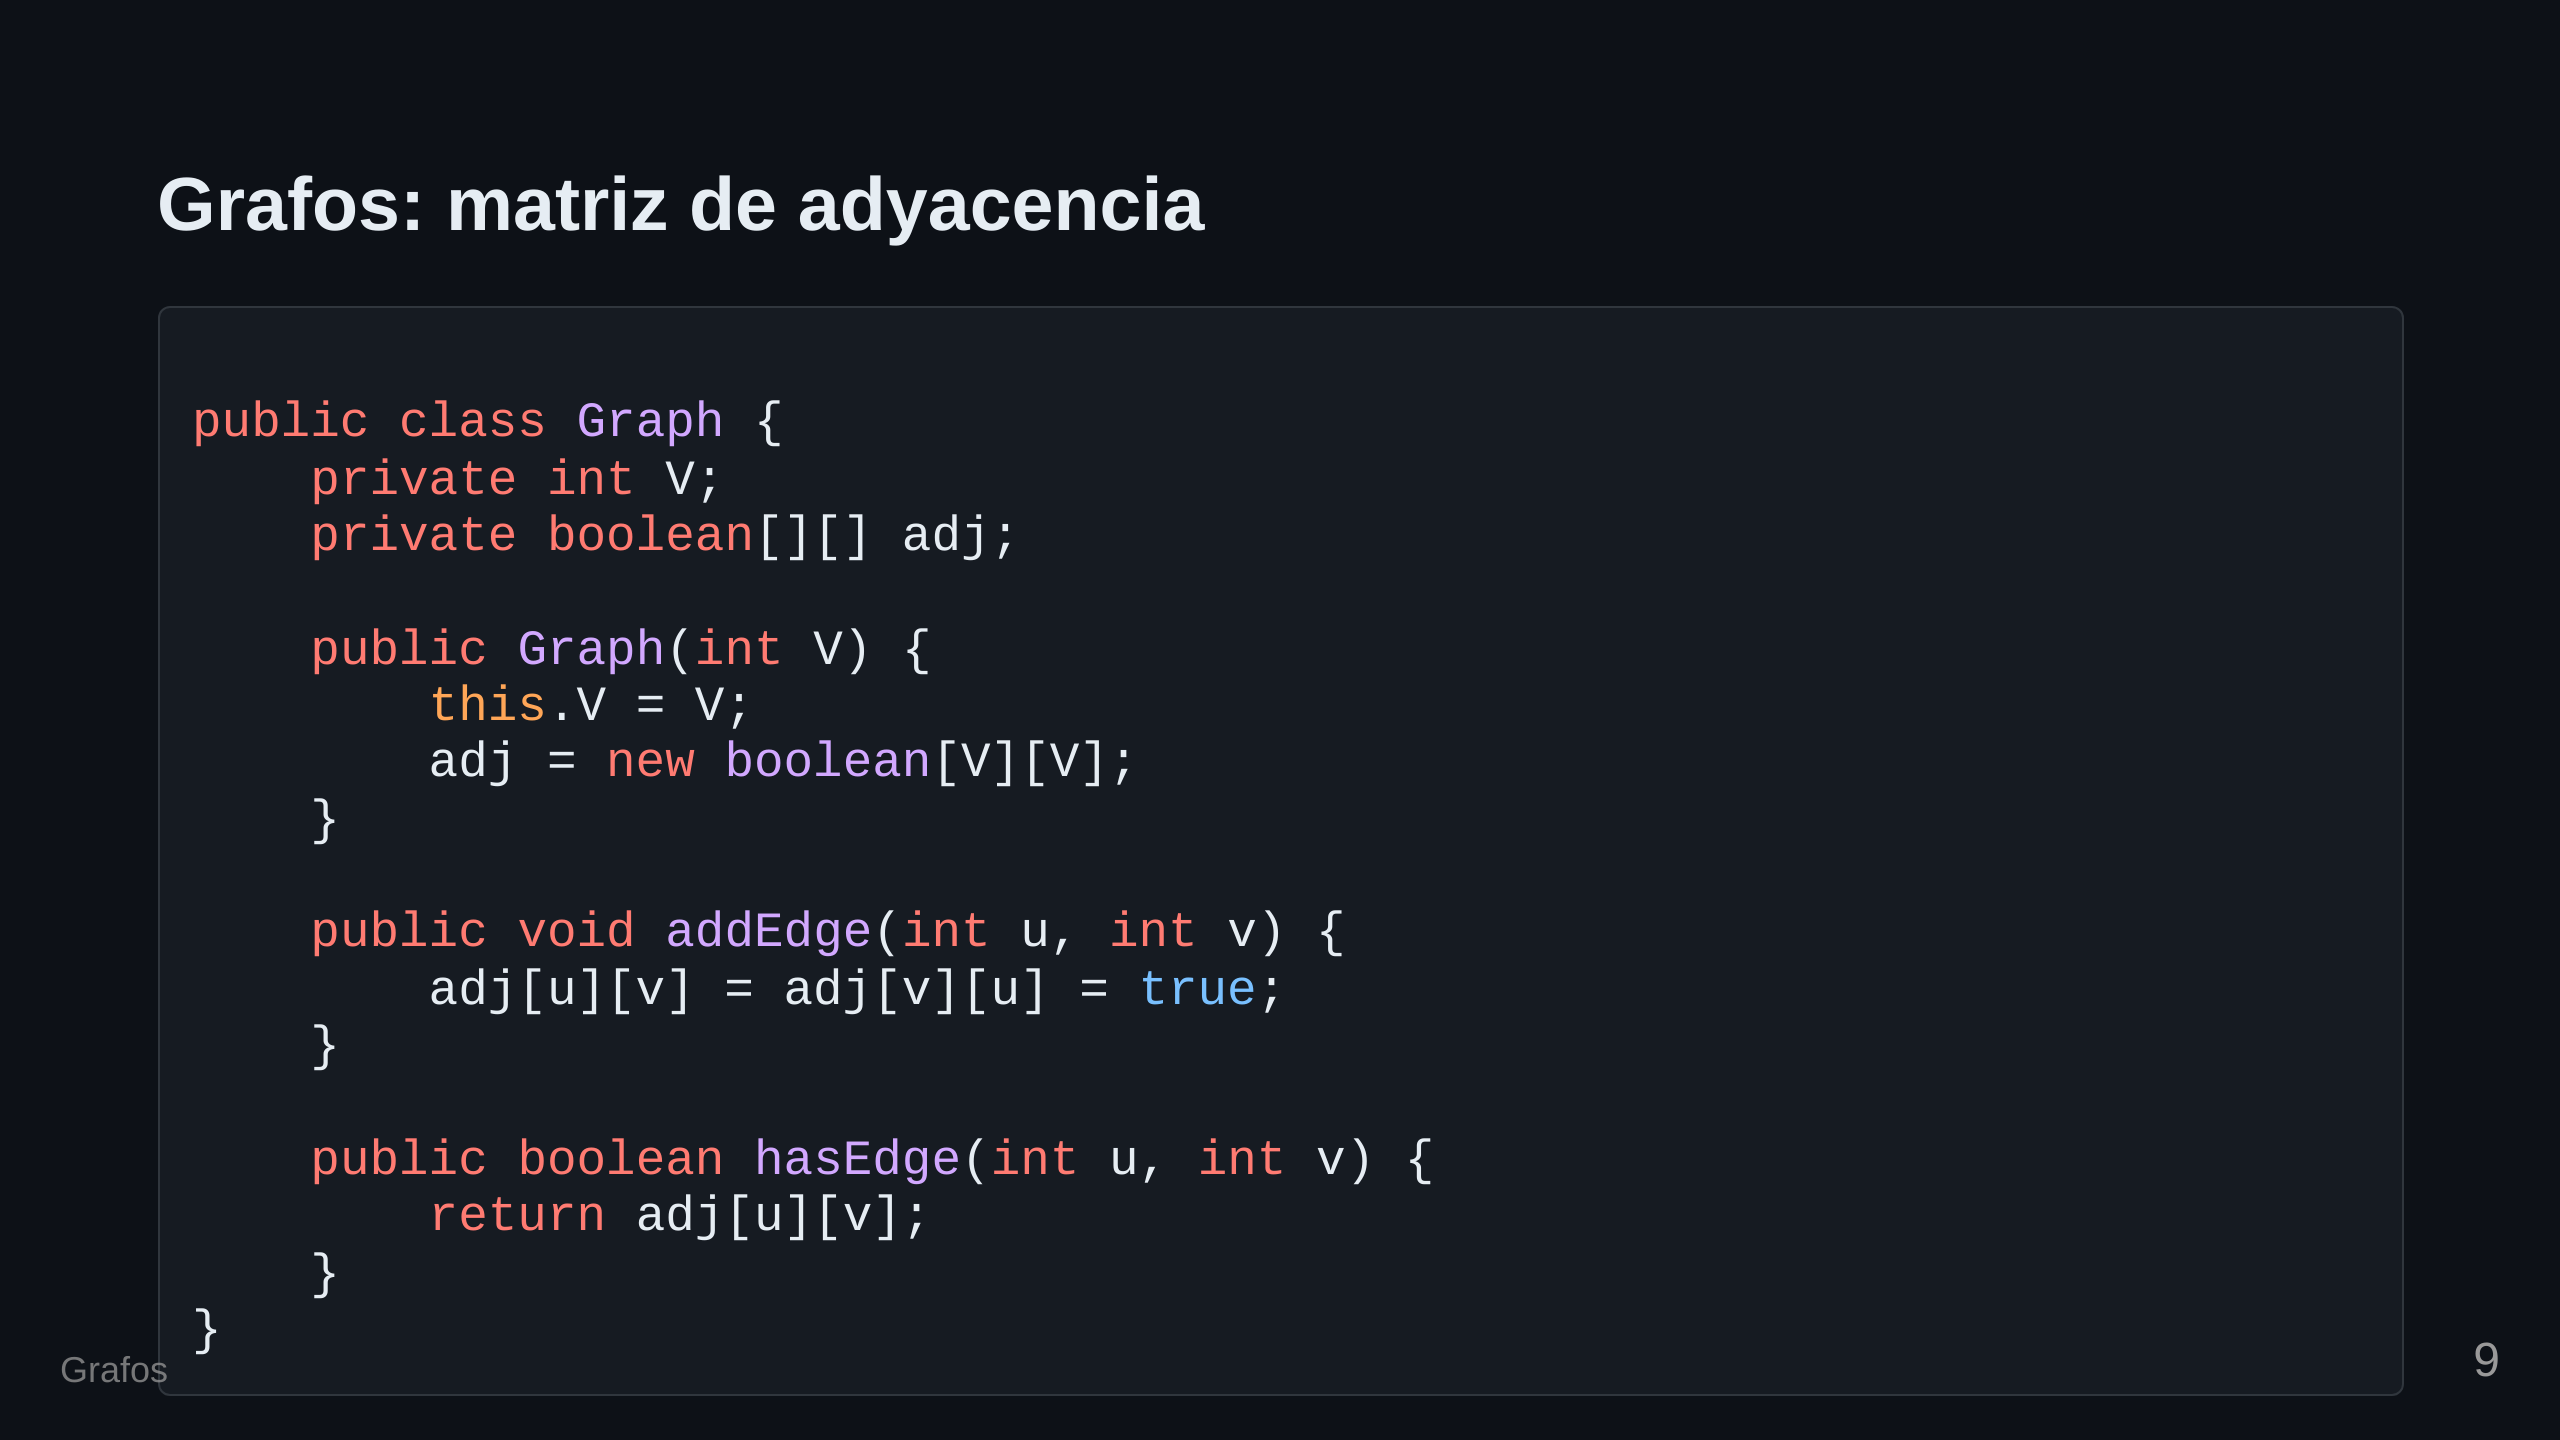 Grafos: matriz de adyacencia
public class Graph {
    private int V;
    private boolean[][] adj;

    public Graph(int V) {
        this.V = V;
        adj = new boolean[V][V];
    }

    public void addEdge(int u, int v) {
        adj[u][v] = adj[v][u] = true;
    }

    public boolean hasEdge(int u, int v) {
        return adj[u][v];
    }
}
Grafos
9